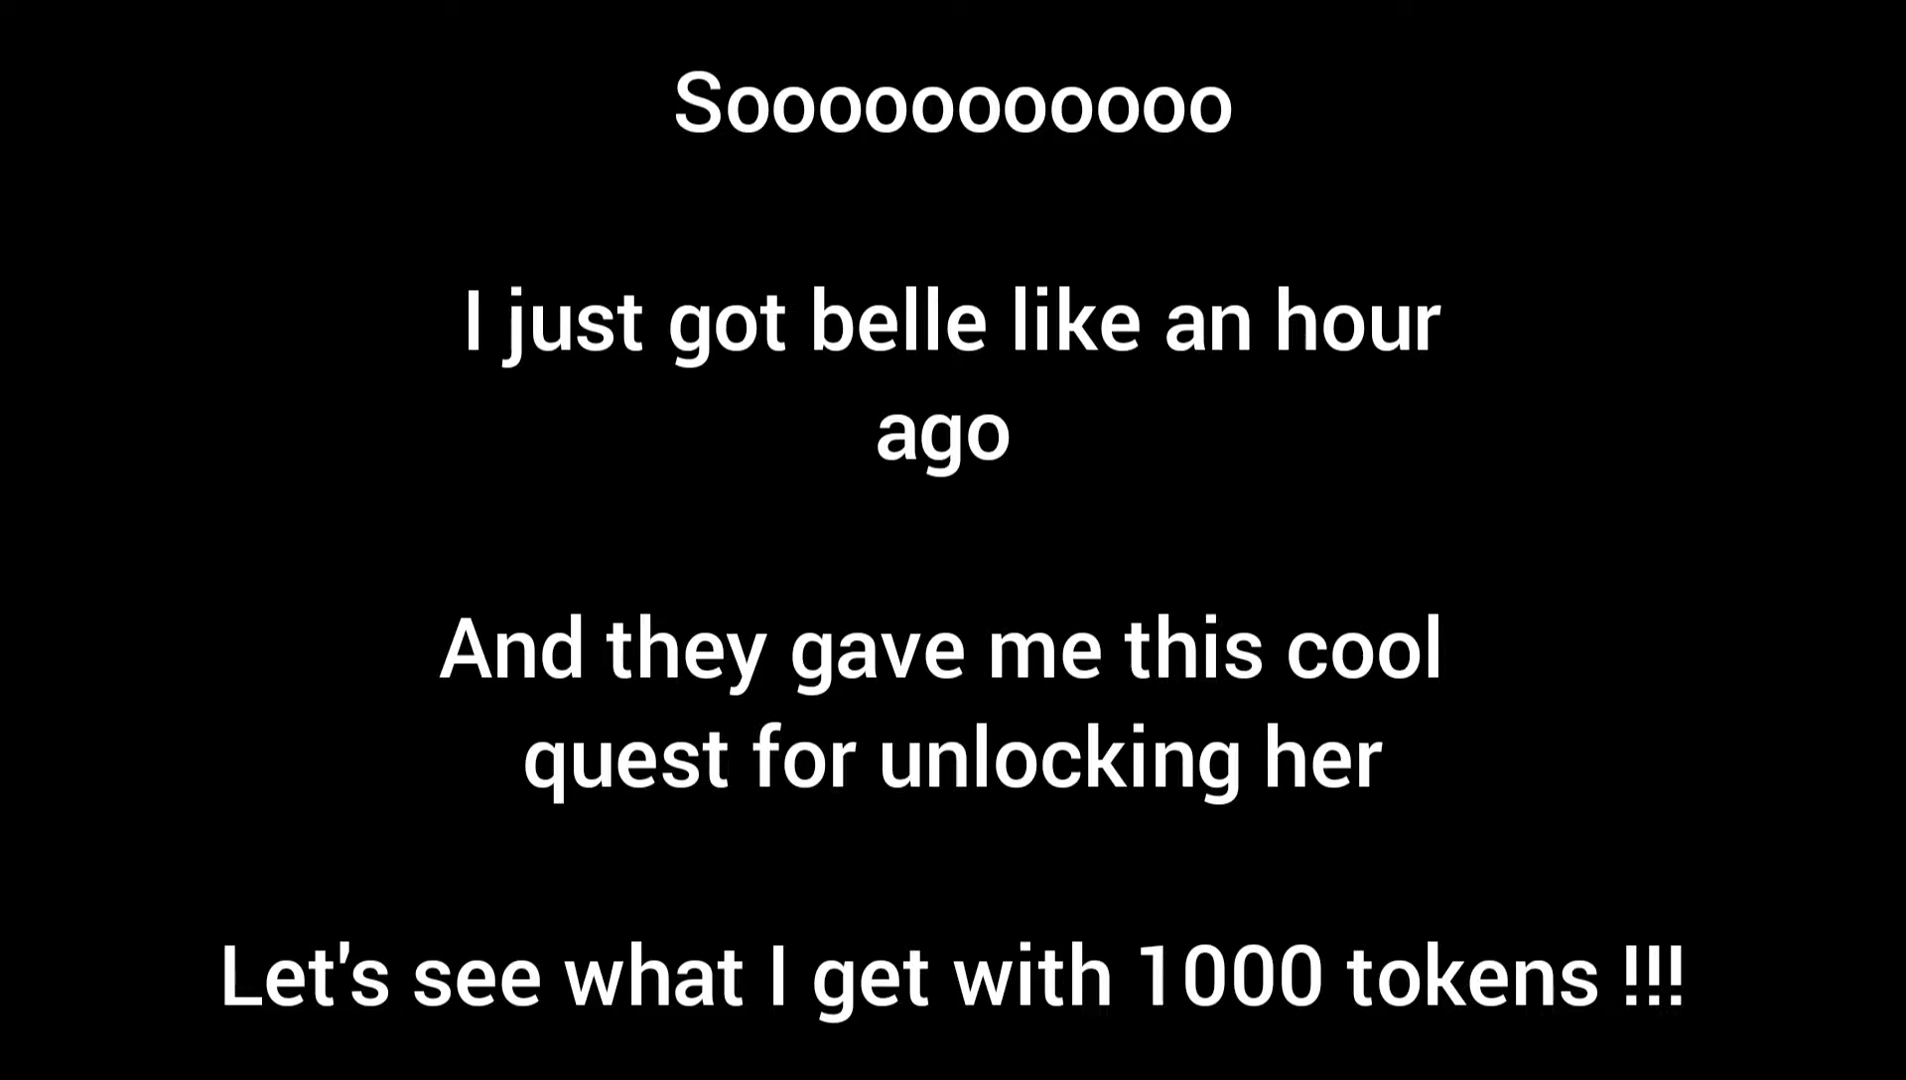 Sooooooooooo
I just got belle like an hour
ago
And they gave me this cool
quest for unlocking her
Let's see what I get with 1000 tokens !!!